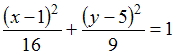 (x−1)²/16 + (y−5)²/9 = 1